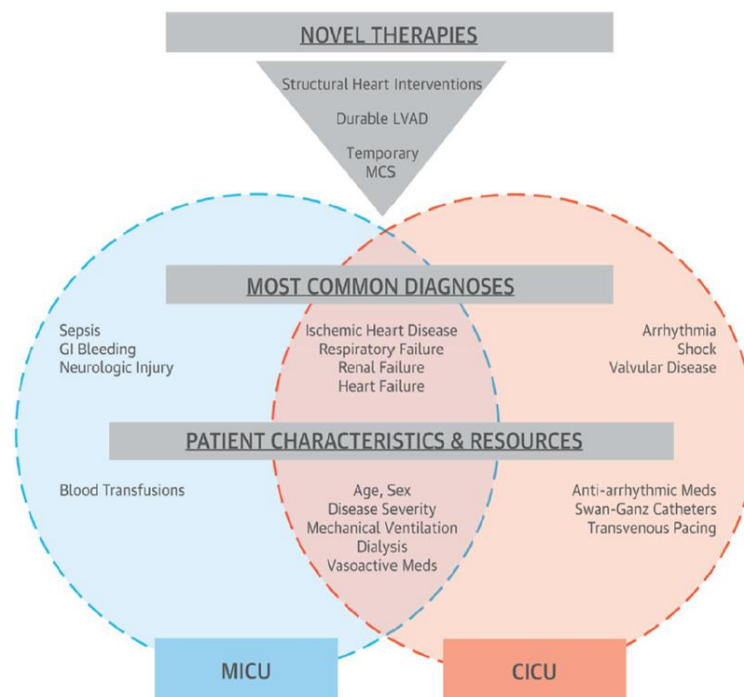 NOVEL THERAPIES
Structural Heart Interventions
Durable LVAD
Temporary
MCS
MOST COMMON DIAGNOSES
Sepsis
GI Bleeding
Neurologic Injury
Ischemic Heart Disease
Respiratory Failure
Renal Failure
Heart Failure
Arrhythmia
Shock
Valvular Disease
PATIENT CHARACTERISTICS & RESOURCES
Blood Transfusions
Age, Sex
Disease Severity
Mechanical Ventilation
Dialysis
Vasoactive Meds
Anti-arrhythmic Meds
Swan-Ganz Catheters
Transvenous Pacing
MICU
CICU